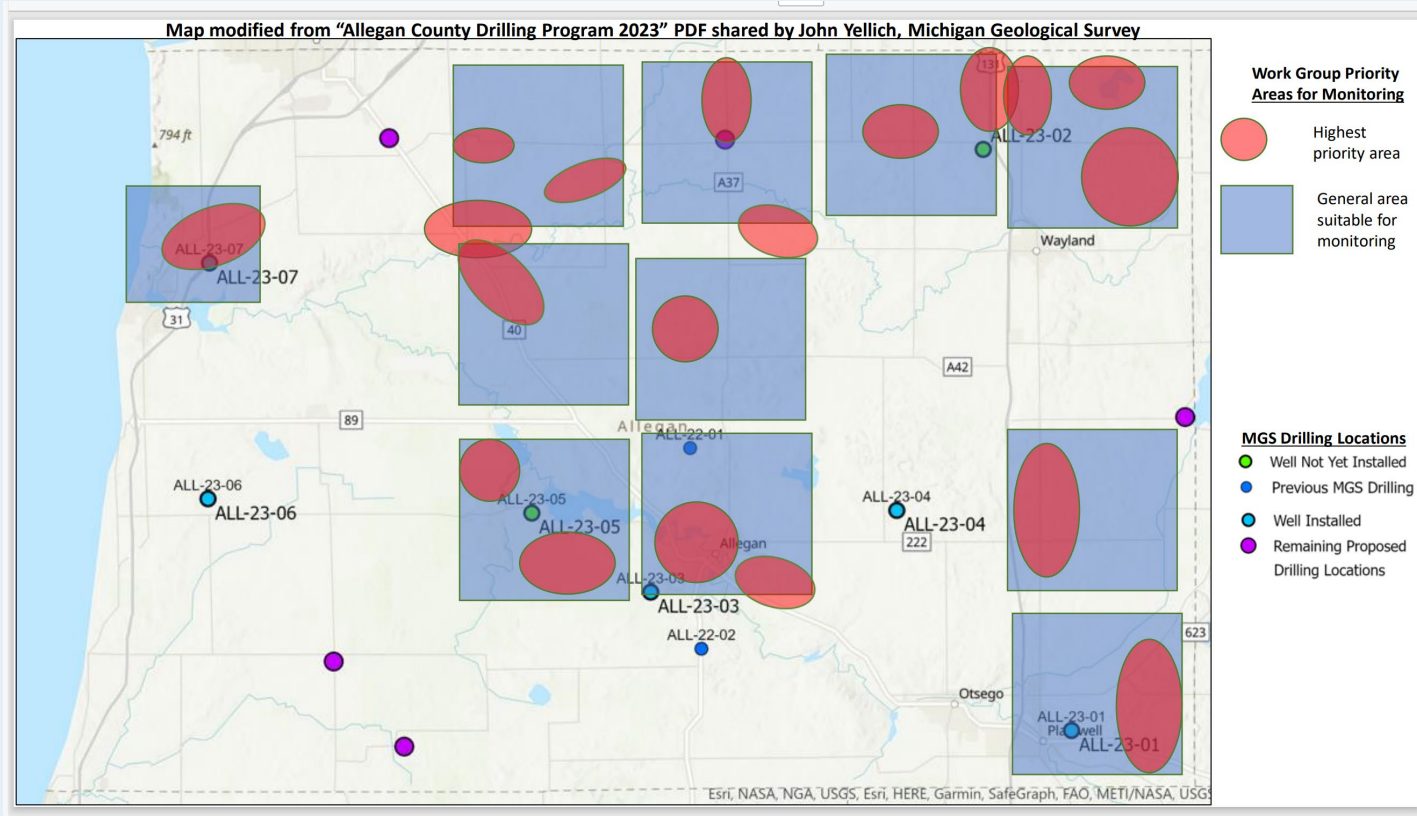 Map modified from “Allegan County Drilling Program 2023” PDF shared by John Yellich, Michigan Geological Survey
Work Group Priority
Areas for Monitoring
Highest
priority area
General area
suitable for
monitoring
MGS Drilling Locations
Well Not Yet Installed
Previous MGS Drilling
Well Installed
Remaining Proposed
Drilling Locations
131
794 ft
ALL-23-02
A37
Wayland
ALL-23-07
ALL-23-07
31
40
A42
89
Allegan
ALL-22-01
ALL-23-06
ALL-23-06
ALL-23-05
ALL-23-05
ALL-23-04
ALL-23-04
222
Allegan
ALL-23-03
ALL-23-03
ALL-22-02
623
Otsego
ALL-23-01
Plainwell
ALL-23-01
Esri, NASA, NGA, USGS, Esri, HERE, Garmin, SafeGraph, FAO, METI/NASA, USGS